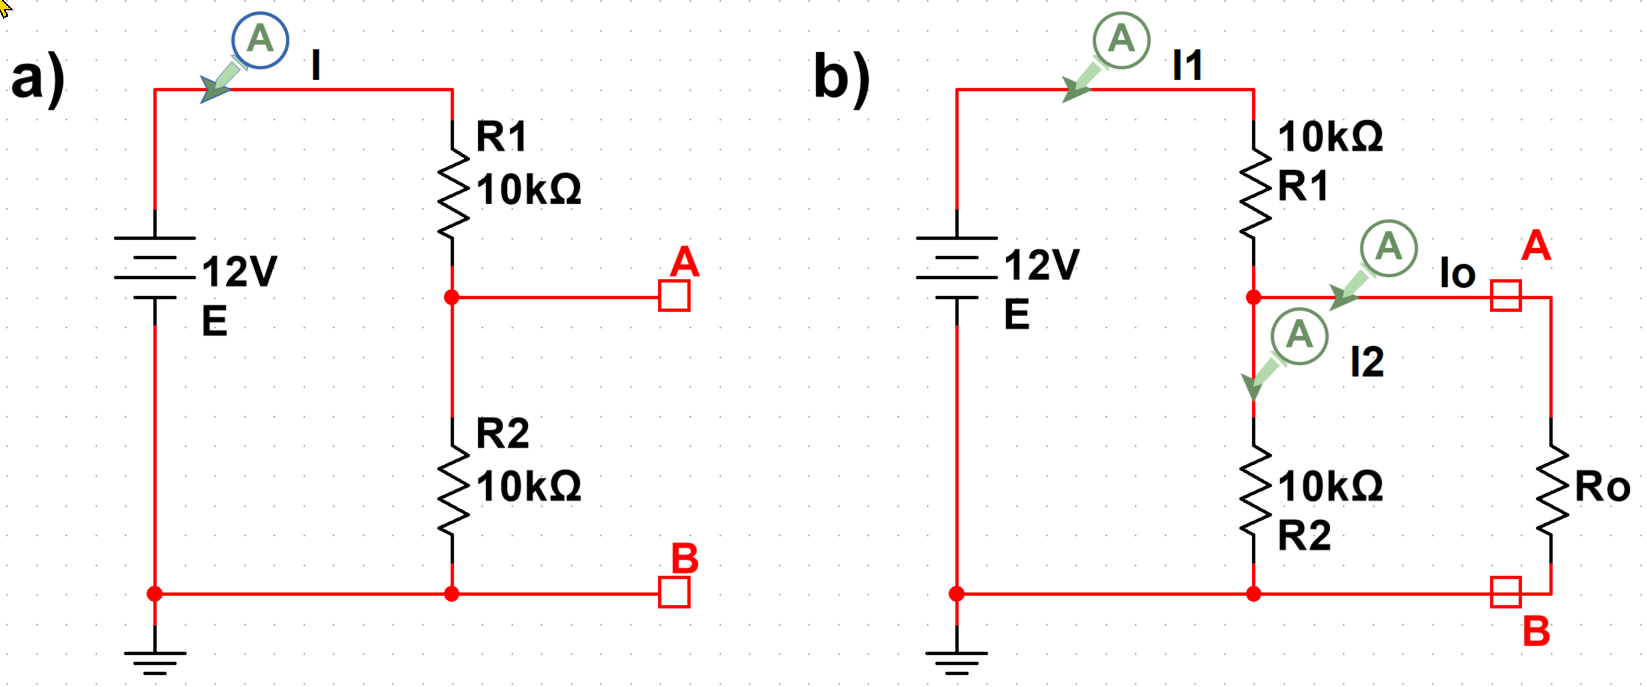 a)
A
I
R1
10kΩ
12V
E
A
R2
10kΩ
B
b)
A
I1
10kΩ
R1
12V
E
A
Io
A
A
I2
10kΩ
R2
Ro
B